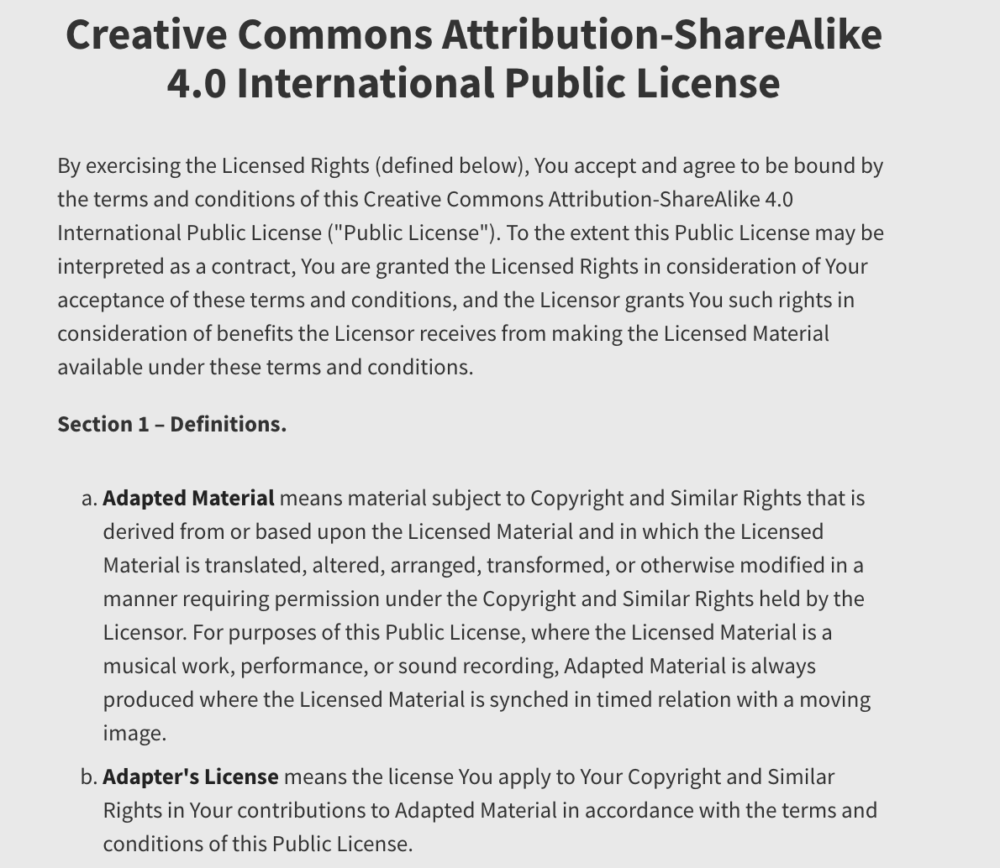 Creative Commons Attribution-ShareAlike
4.0 International Public License
By exercising the Licensed Rights (defined below), You accept and agree to be bound by
the terms and conditions of this Creative Commons Attribution-ShareAlike 4.0
International Public License ("Public License"). To the extent this Public License may be
interpreted as a contract, You are granted the Licensed Rights in consideration of Your
acceptance of these terms and conditions, and the Licensor grants You such rights in
consideration of benefits the Licensor receives from making the Licensed Material
available under these terms and conditions.
Section 1 – Definitions.
a. Adapted Material means material subject to Copyright and Similar Rights that is
derived from or based upon the Licensed Material and in which the Licensed
Material is translated, altered, arranged, transformed, or otherwise modified in a
manner requiring permission under the Copyright and Similar Rights held by the
Licensor. For purposes of this Public License, where the Licensed Material is a
musical work, performance, or sound recording, Adapted Material is always
produced where the Licensed Material is synched in timed relation with a moving
image.
b. Adapter's License means the license You apply to Your Copyright and Similar
Rights in Your contributions to Adapted Material in accordance with the terms and
conditions of this Public License.